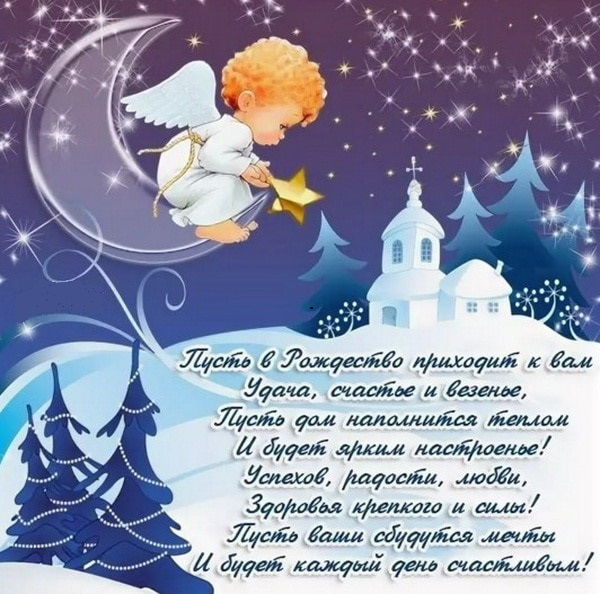 Пусть в Рождество приходит к вам
Удача, счастье и везенье,
Пусть дом наполнится теплом
И будет ярким настроенье!
Успехов, радости, любви,
Здоровья крепкого и силы!
Пусть ваши сбудутся мечты
И будет каждый день счастливым!